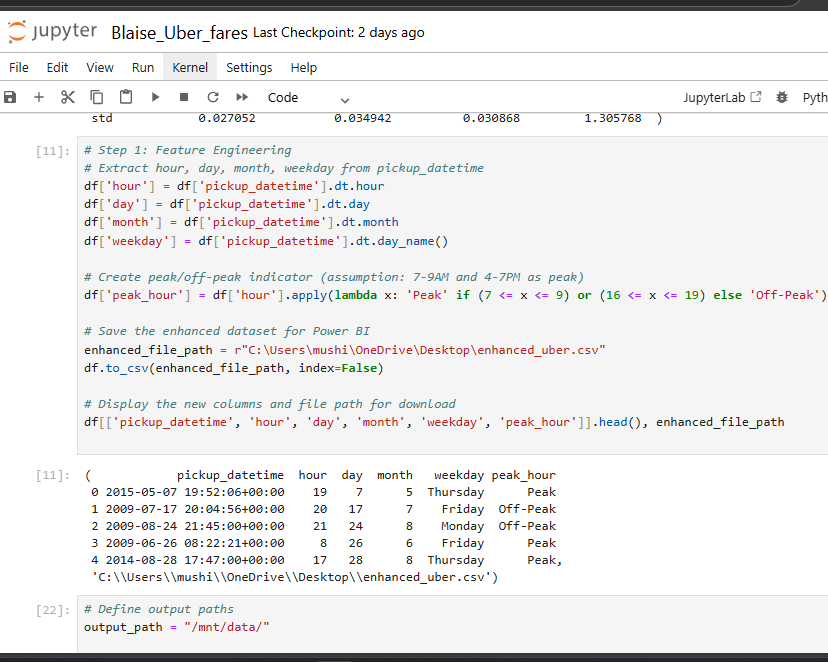 jupyter Blaise_Uber_fares Last Checkpoint: 2 days ago
File Edit View Run Kernel Settings Help
Code JupyterLab Pyth
std 0.027052 0.034942 0.030868 1.305768 )
[11]: # Step 1: Feature Engineering
# Extract hour, day, month, weekday from pickup_datetime
df['hour'] = df['pickup_datetime'].dt.hour
df['day'] = df['pickup_datetime'].dt.day
df['month'] = df['pickup_datetime'].dt.month
df['weekday'] = df['pickup_datetime'].dt.day_name()
# Create peak/off-peak indicator (assumption: 7-9AM and 4-7PM as peak)
df['peak_hour'] = df['hour'].apply(lambda x: 'Peak' if (7 <= x <= 9) or (16 <= x <= 19) else 'Off-Peak')
# Save the enhanced dataset for Power BI
enhanced_file_path = r"C:\Users\mushi\OneDrive\Desktop\enhanced_uber.csv"
df.to_csv(enhanced_file_path, index=False)
# Display the new columns and file path for download
df[['pickup_datetime', 'hour', 'day', 'month', 'weekday', 'peak_hour']].head(), enhanced_file_path
[11]: ( pickup_datetime hour day month weekday peak_hour
0 2015-05-07 19:52:06+00:00 19 7 5 Thursday Peak
1 2009-07-17 20:04:56+00:00 20 17 7 Friday Off-Peak
2 2009-08-24 21:45:00+00:00 21 24 8 Monday Off-Peak
3 2009-06-26 08:22:21+00:00 8 26 6 Friday Peak
4 2014-08-28 17:47:00+00:00 17 28 8 Thursday Peak,
'C:\\Users\\mushi\\OneDrive\\Desktop\\enhanced_uber.csv')
[22]: # Define output paths
output_path = "/mnt/data/"